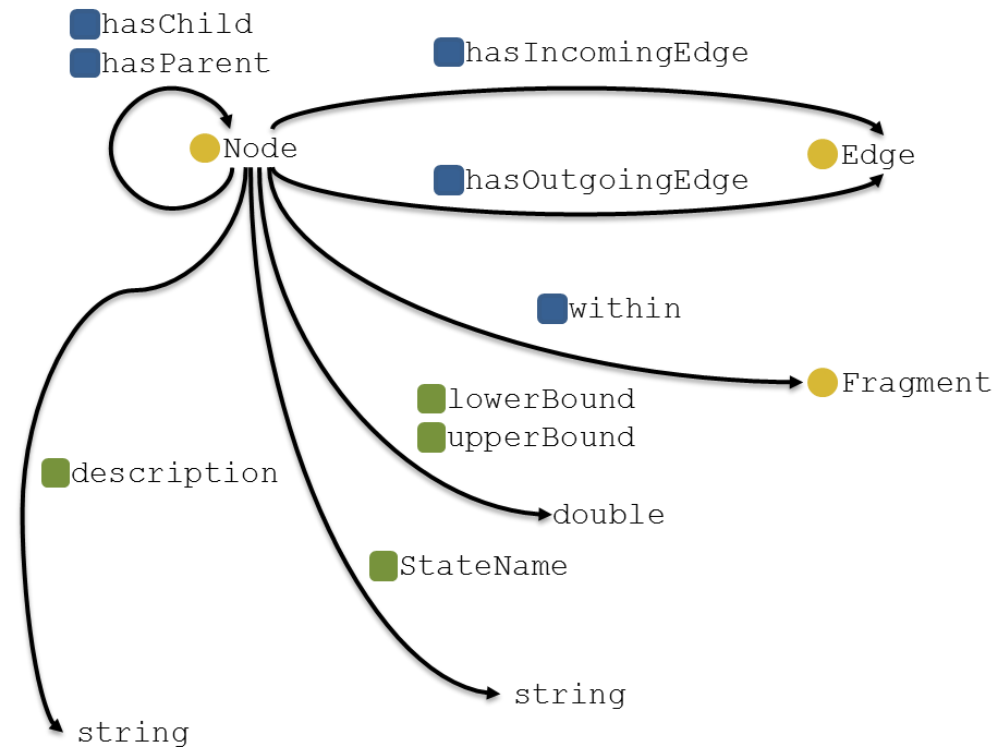 hasChild
hasParent
hasIncomingEdge
Node
Edge
hasOutgoingEdge
within
Fragment
lowerBound
upperBound
description
double
StateName
string
string